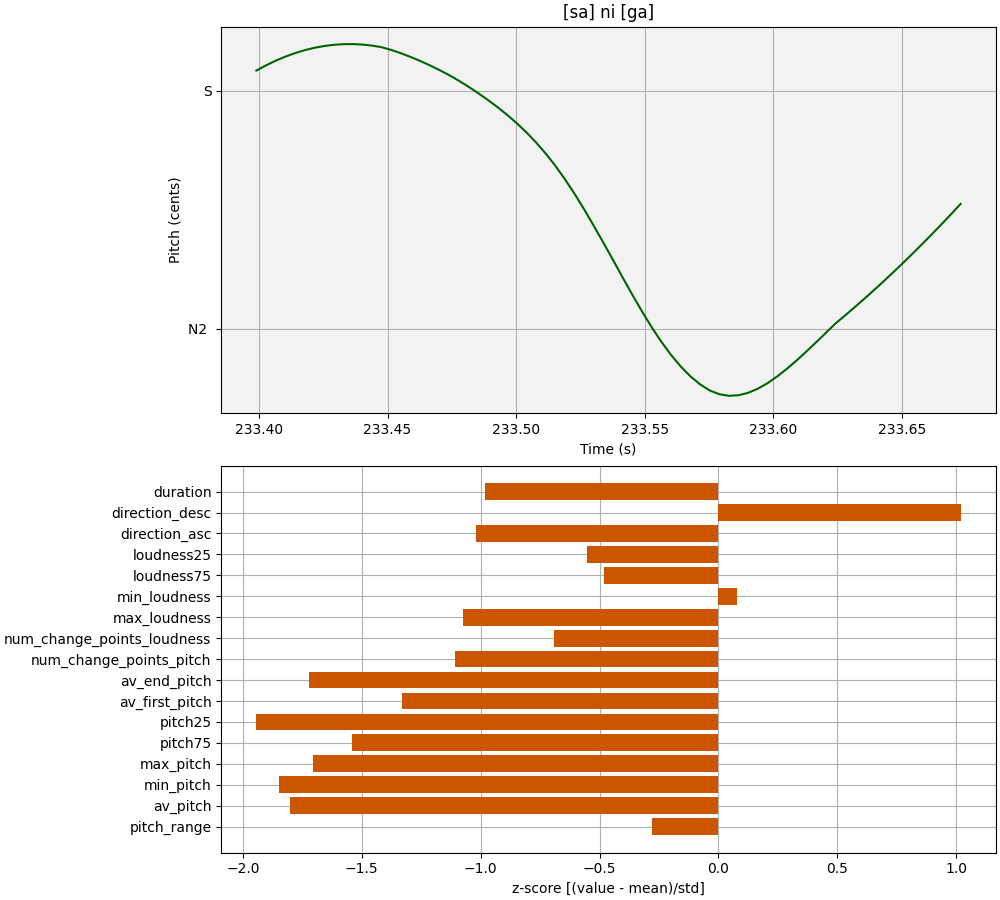 [sa] ni [ga]
S
N2
Pitch (cents)
233.40 233.45 233.50 233.55 233.60 233.65
Time (s)
duration
direction_desc
direction_asc
loudness25
loudness75
min_loudness
max_loudness
num_change_points_loudness
num_change_points_pitch
av_end_pitch
av_first_pitch
pitch25
pitch75
max_pitch
min_pitch
av_pitch
pitch_range
−2.0 −1.5 −1.0 −0.5 0.0 0.5 1.0
z-score [(value - mean)/std]